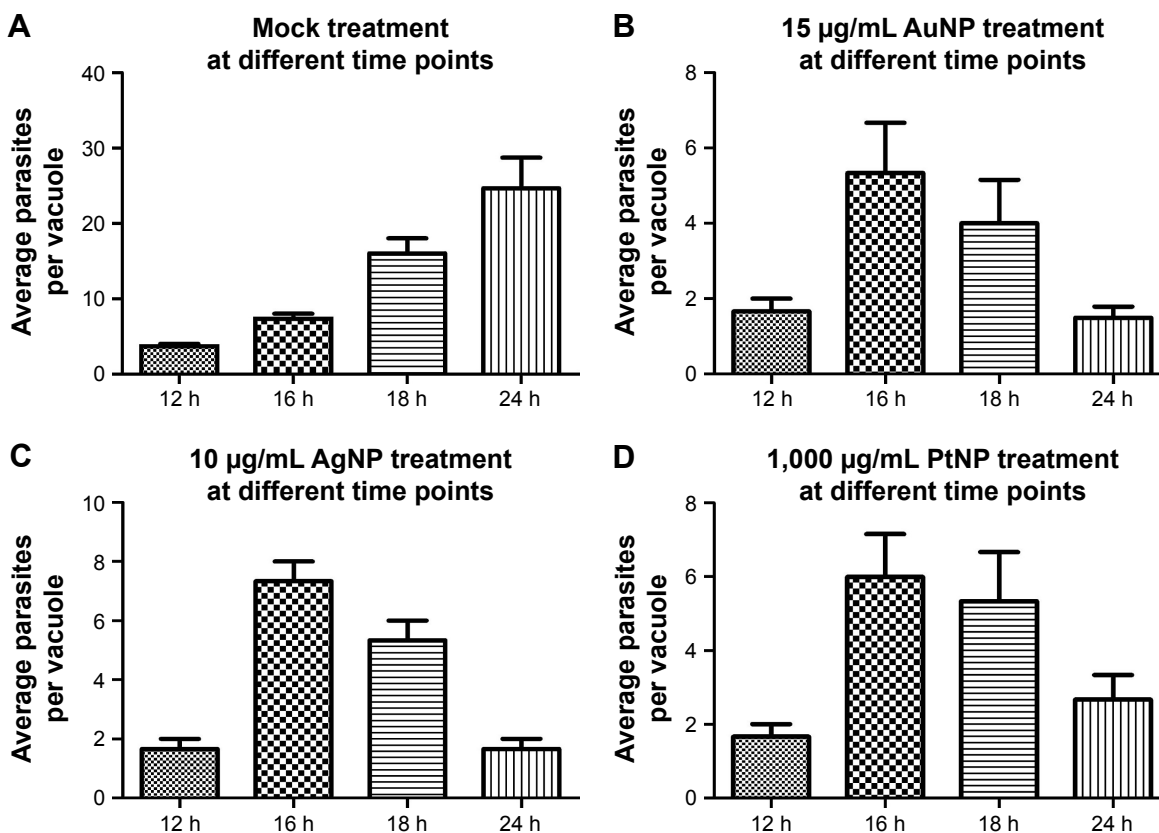 A
Mock treatment
at different time points
Average parasites
per vacuole
40
30
20
10
0
12 h
16 h
18 h
24 h
B
15 µg/mL AuNP treatment
at different time points
Average parasites
per vacuole
8
6
4
2
0
12 h
16 h
18 h
24 h
C
10 µg/mL AgNP treatment
at different time points
Average parasites
per vacuole
10
8
6
4
2
0
12 h
16 h
18 h
24 h
D
1,000 µg/mL PtNP treatment
at different time points
Average parasites
per vacuole
8
6
4
2
0
12 h
16 h
18 h
24 h